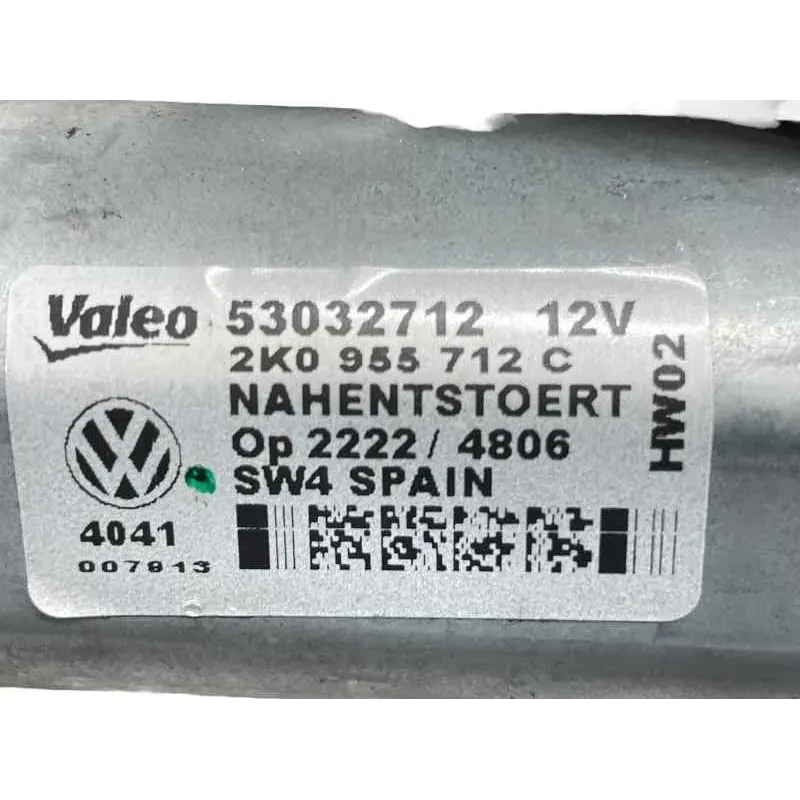 Valeo 53032712 12V
2K0 955 712 C
NAHENTSTOERT
Op 2222 / 4806
SW4 SPAIN
HW02
4041
007913